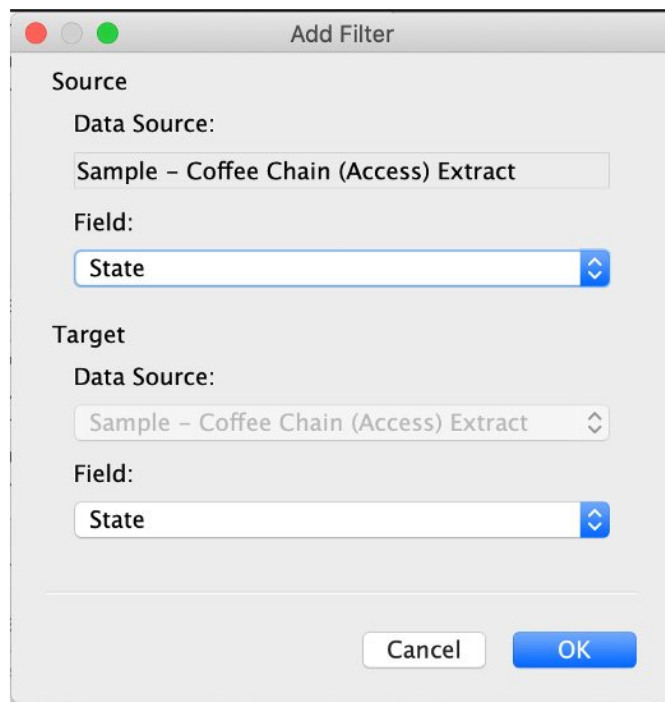 Add Filter
Source
Data Source:
Sample – Coffee Chain (Access) Extract
Field:
State
Target
Data Source:
Sample – Coffee Chain (Access) Extract
Field:
State
Cancel
OK